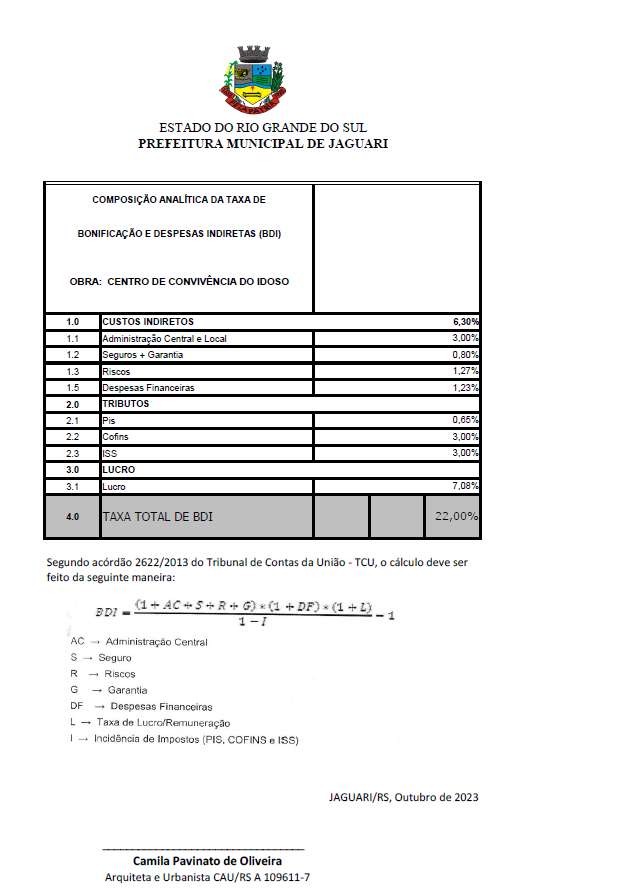 ESTADO DO RIO GRANDE DO SUL
PREFEITURA MUNICIPAL DE JAGUARI
COMPOSIÇÃO ANALÍTICA DA TAXA DE
BONIFICAÇÃO E DESPESAS INDIRETAS (BDI)
OBRA: CENTRO DE CONVIVÊNCIA DO IDOSO
1.0 CUSTOS INDIRETOS 6,30%
1.1 Administração Central e Local 3,00%
1.2 Seguros + Garantia 0,80%
1.3 Riscos 1,27%
1.5 Despesas Financeiras 1,23%
2.0 TRIBUTOS
2.1 Pis 0,65%
2.2 Cofins 3,00%
2.3 ISS 3,00%
3.0 LUCRO
3.1 Lucro 7,08%
4.0 TAXA TOTAL DE BDI 22,00%
Segundo acórdão 2622/2013 do Tribunal de Contas da União - TCU, o cálculo deve ser
feito da seguinte maneira:
BDI = (1 + AC + S + R + G) * (1 + DF) * (1 + L) / 1 − I − 1
AC → Administração Central
S → Seguro
R → Riscos
G → Garantia
DF → Despesas Financeiras
L → Taxa de Lucro/Remuneração
I → Incidência de Impostos (PIS, COFINS e ISS)
JAGUARI/RS, Outubro de 2023
Camila Pavinato de Oliveira
Arquiteta e Urbanista CAU/RS A 109611-7